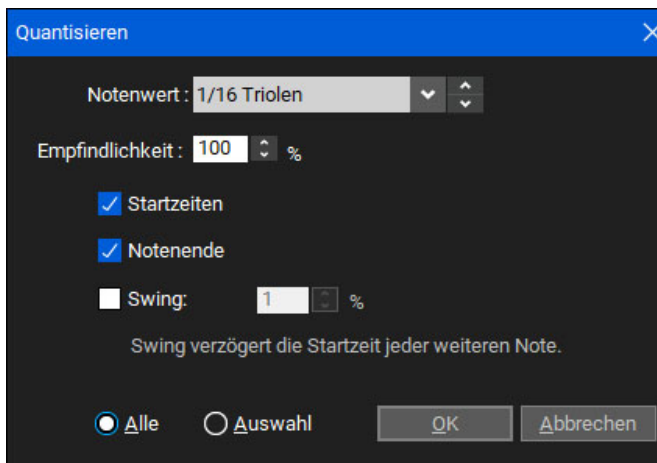 Quantisieren
Notenwert : 1/16 Triolen
Empfindlichkeit : 100 %
Startzeiten
Notenende
Swing: 1 %
Swing verzögert die Startzeit jeder weiteren Note.
Alle Auswahl OK Abbrechen